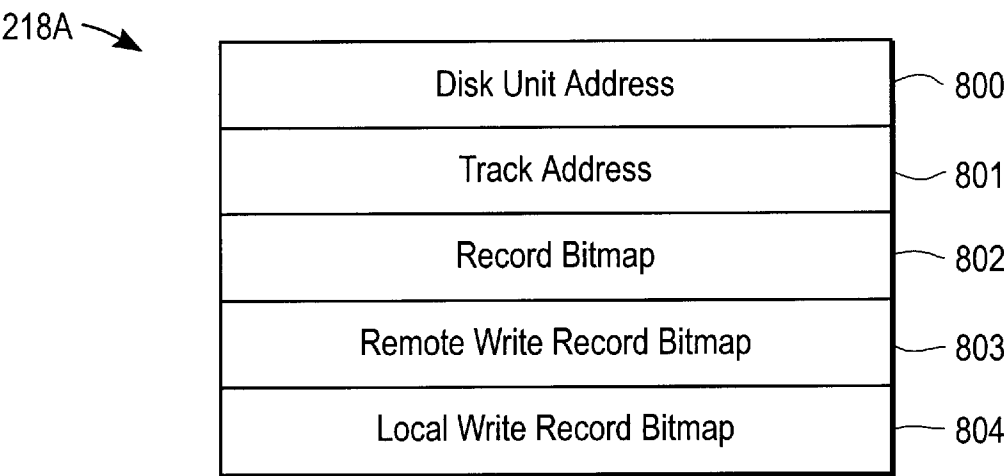 218A
Disk Unit Address 800
Track Address 801
Record Bitmap 802
Remote Write Record Bitmap 803
Local Write Record Bitmap 804